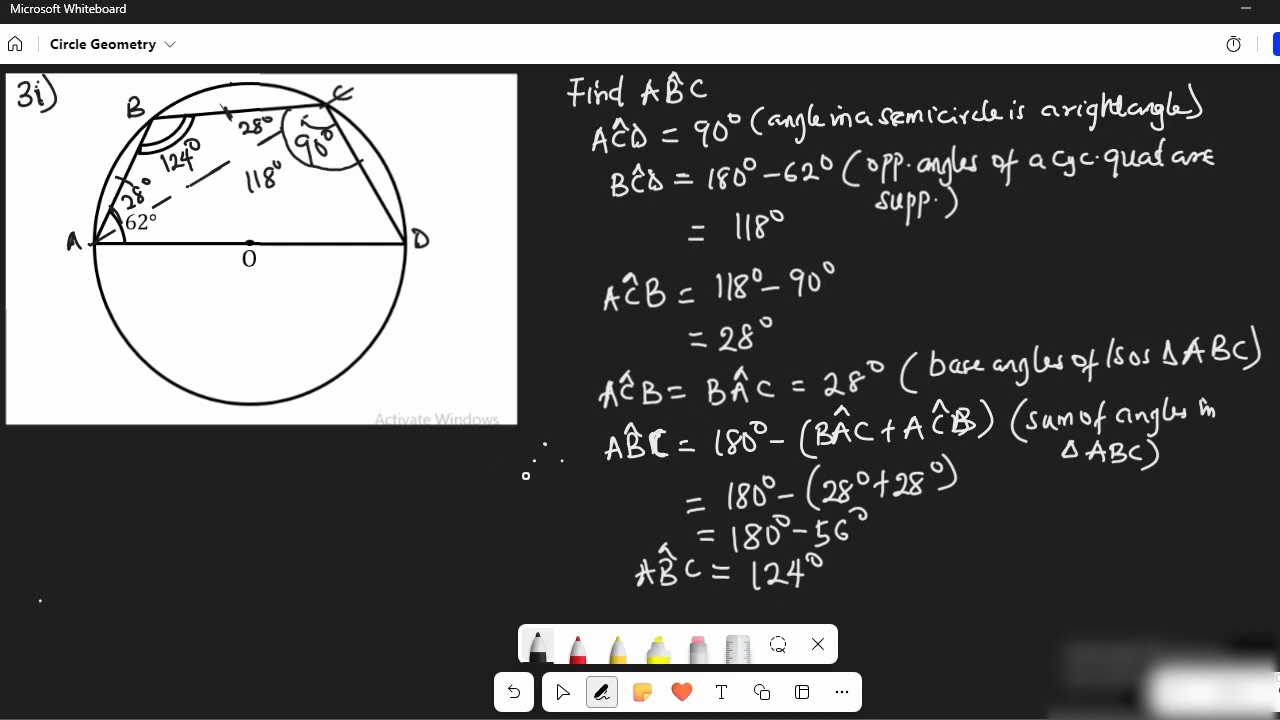 Microsoft Whiteboard
Circle Geometry
3i)
B
C
28°
90°
124°
118°
28°
62°
A
D
O
Activate Windows
Find AB̂C
AĈD = 90° (angle in a semicircle is a right angle)
BĈD = 180° - 62° (opp. angles of a cyc. quad are
supp.)
= 118°
AĈB = 118° - 90°
= 28°
AĈB = BÂC = 28° (base angles of Isos ΔABC)
∴ AB̂C = 180° - (BÂC + AĈB) (sum of angles in
ΔABC)
= 180° - (28° + 28°)
= 180° - 56°
AB̂C = 124°
T